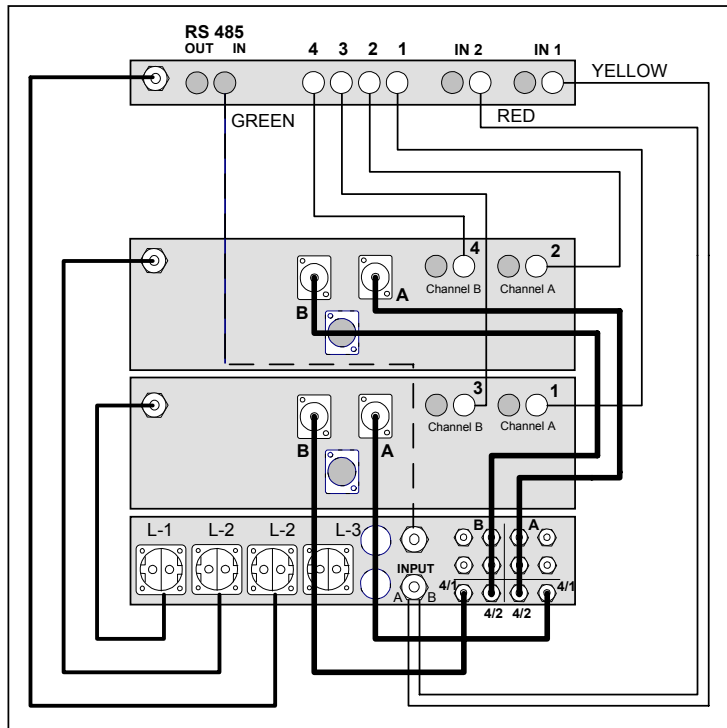 RS 485
OUT IN 4 3 2 1 IN 2 IN 1
YELLOW
GREEN RED
4 2
B A Channel B Channel A
3 1
B A Channel B Channel A
L-1 L-2 L-2 L-3 B A
INPUT
A B 4/1 4/1
4/2 4/2